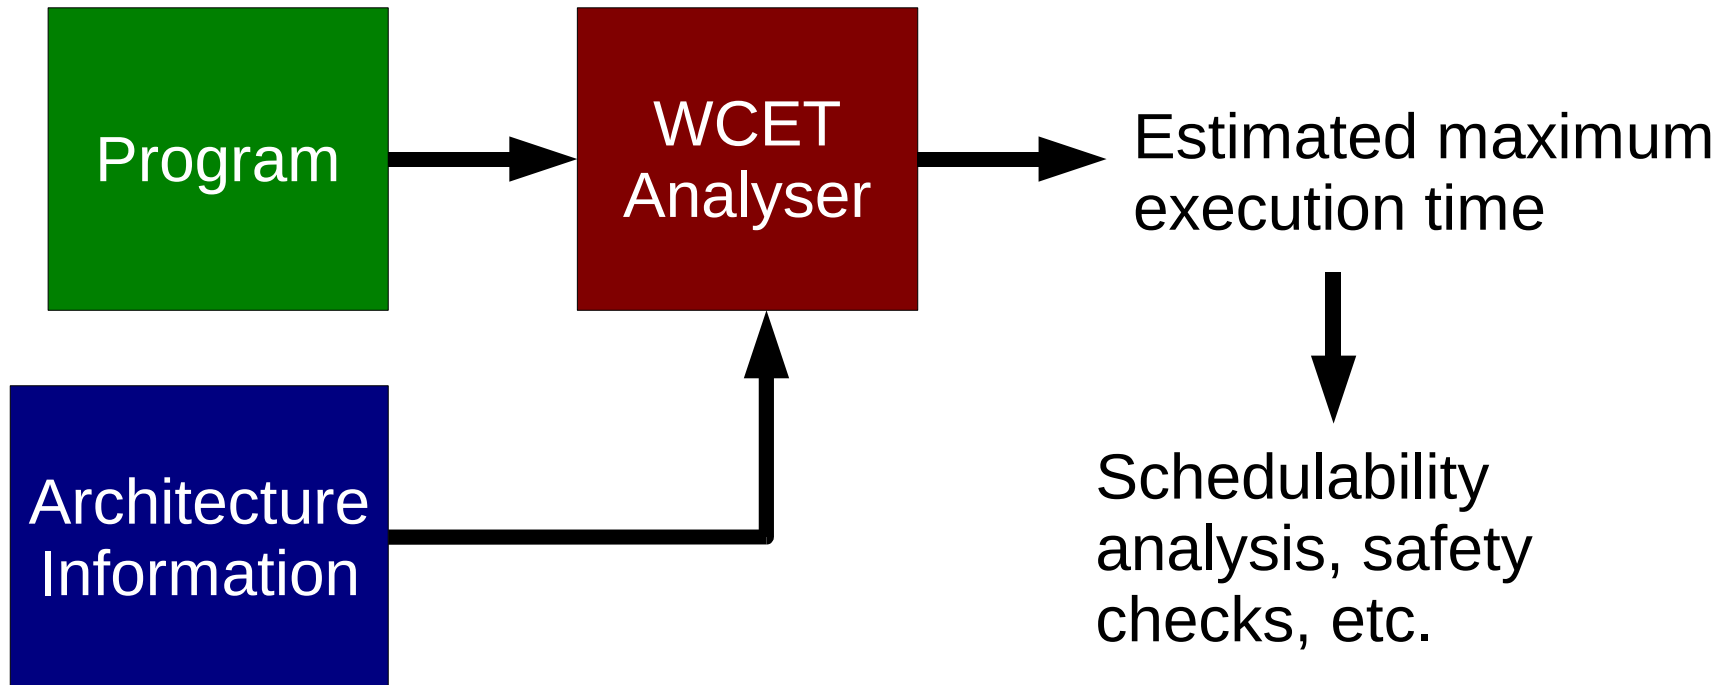 Program
WCET
Analyser
Estimated maximum
execution time
Architecture
Information
Schedulability
analysis, safety
checks, etc.